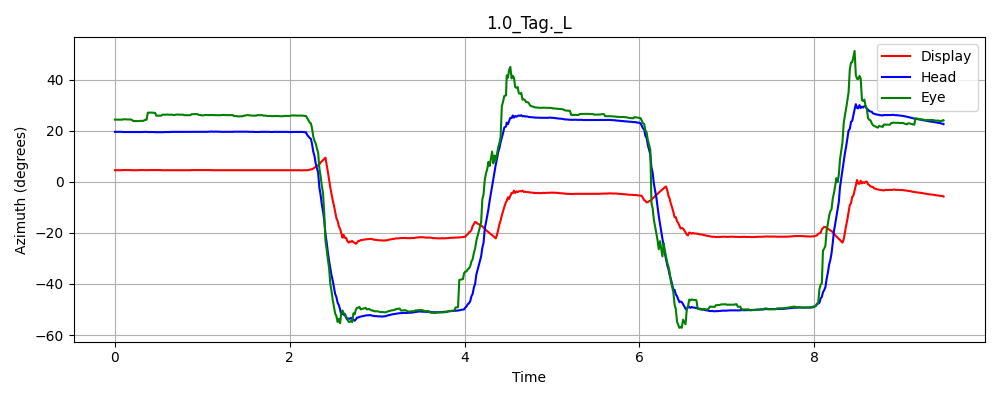 1.0_Tag._L
Display
Head
Eye
Azimuth (degrees)
40
20
0
−20
−40
−60
0 2 4 6 8
Time